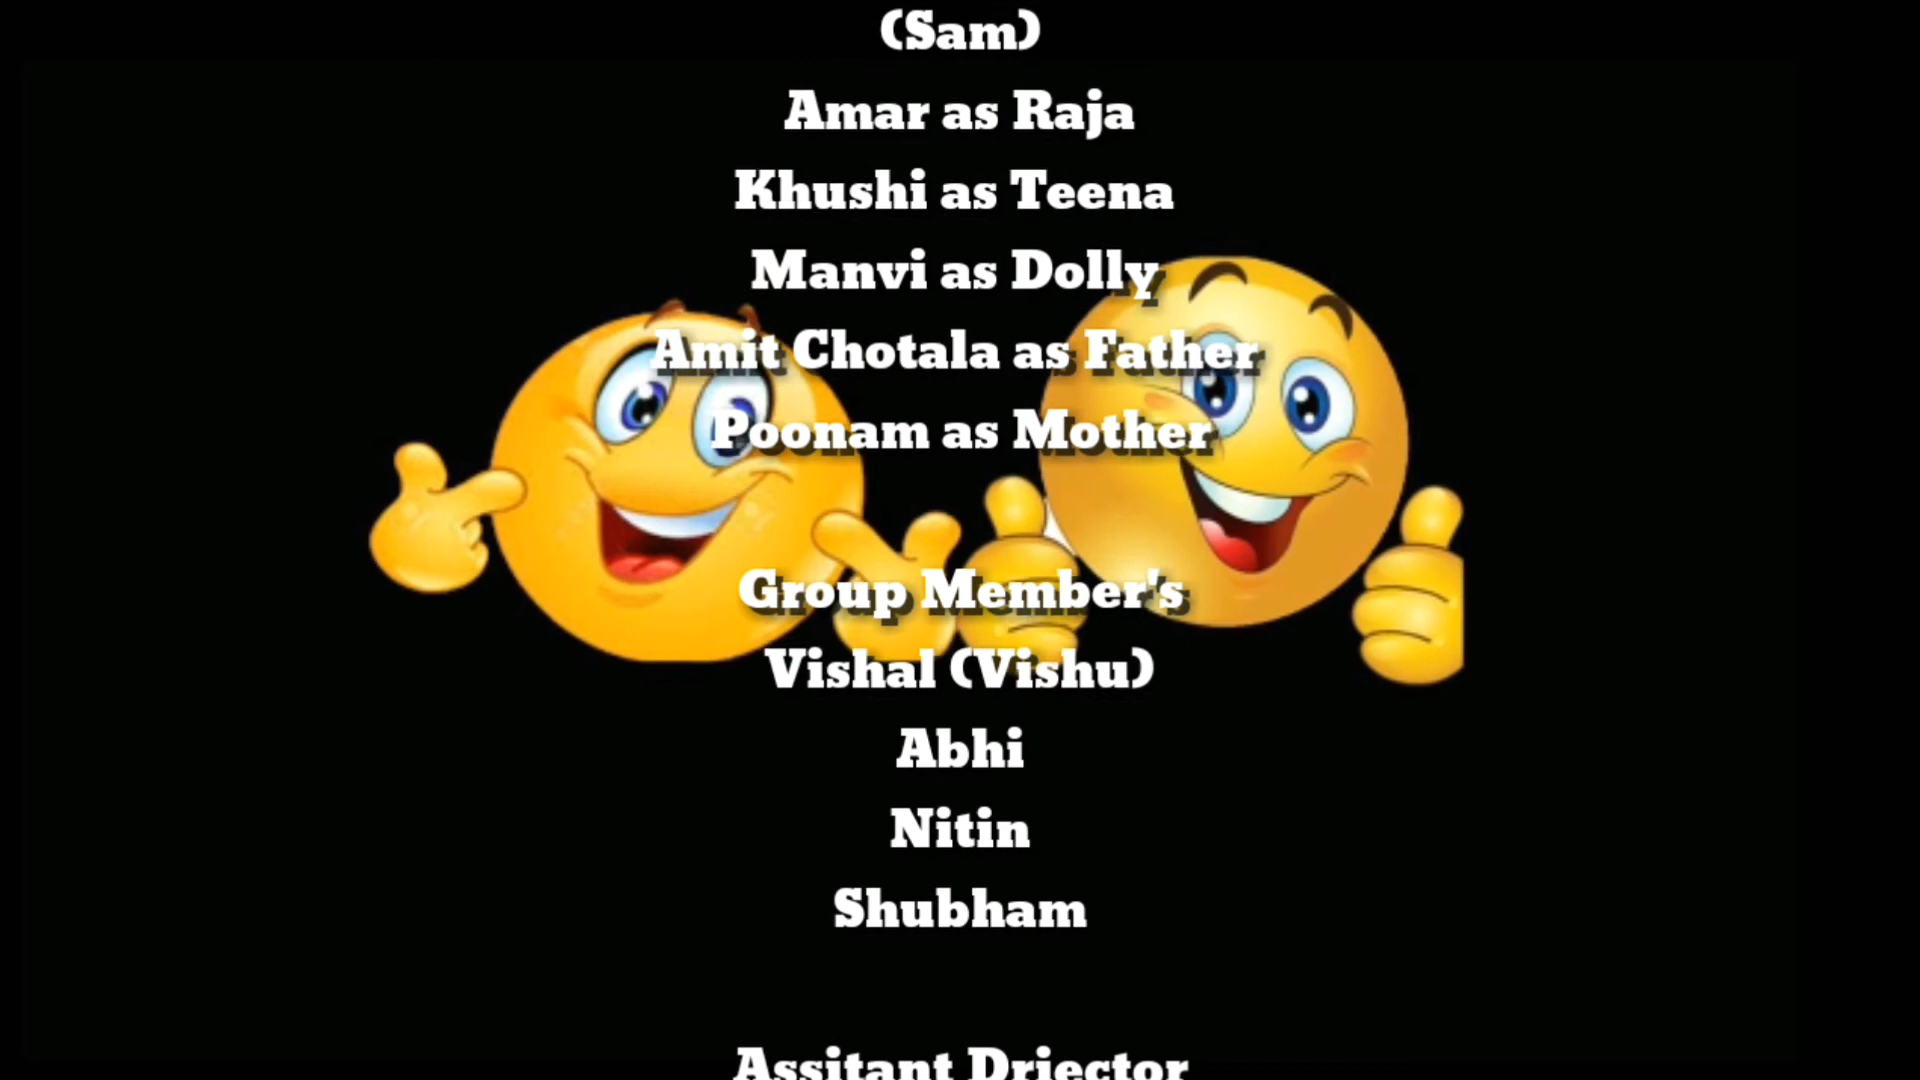 (Sam)
Amar as Raja
Khushi as Teena
Manvi as Dolly
Amit Chotala as Father
Poonam as Mother
Group Member's
Vishal (Vishu)
Abhi
Nitin
Shubham
Assitant Driector